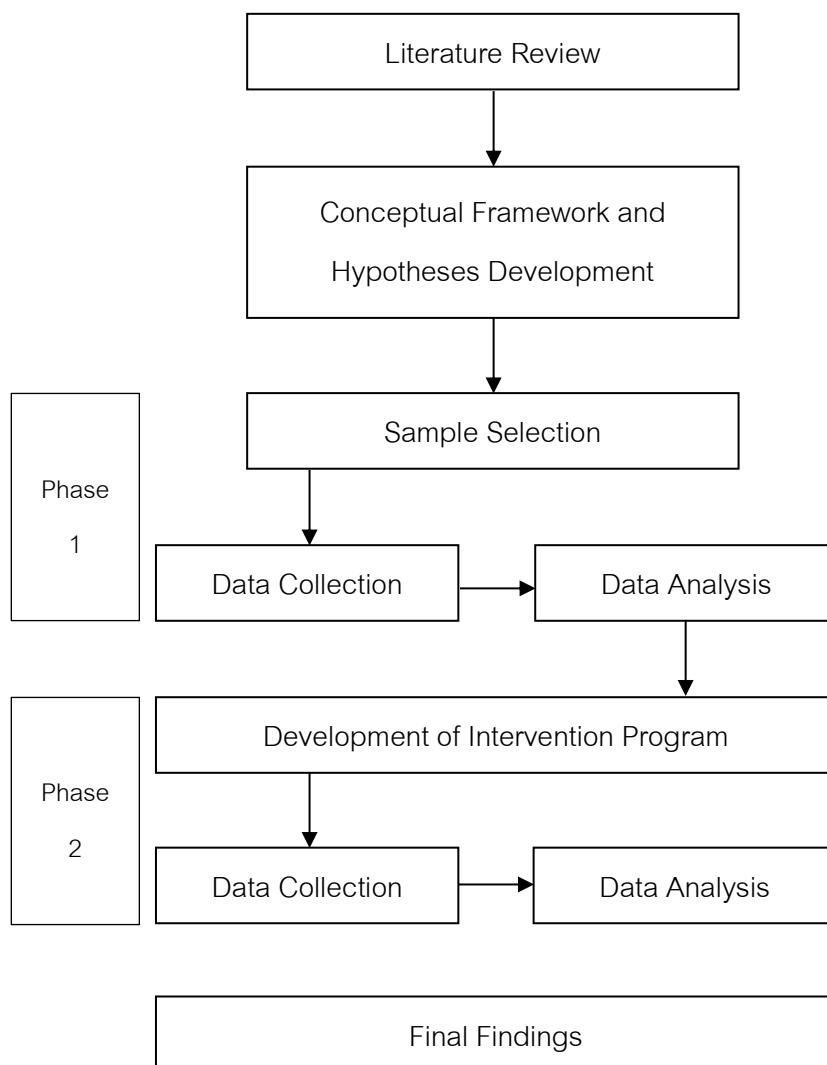 Literature Review
Conceptual Framework and
Hypotheses Development
Phase
1
Sample Selection
Data Collection
Data Analysis
Phase
2
Development of Intervention Program
Data Collection
Data Analysis
Final Findings